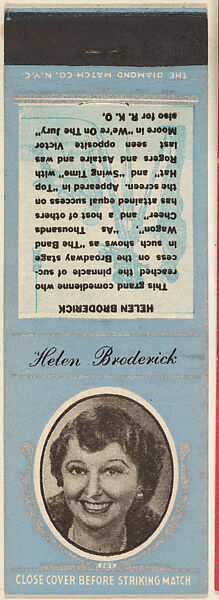 THE DIAMOND MATCH CO. N.Y.C.
HELEN BRODERICK
This grand comedienne who
reached the pinnacle of suc-
cess on the Broadway stage
in such shows as "The Band
Wagon" "As Thousands
Cheer" and a host of others
has attained equal success on
the screen. Appeared in "Top
Hat" and "Swing Time" with
Rogers and Astaire and was
last seen opposite Victor
Moore in "We're On The Jury"
also for R. K. O.
Helen Broderick
CLOSE COVER BEFORE STRIKING MATCH